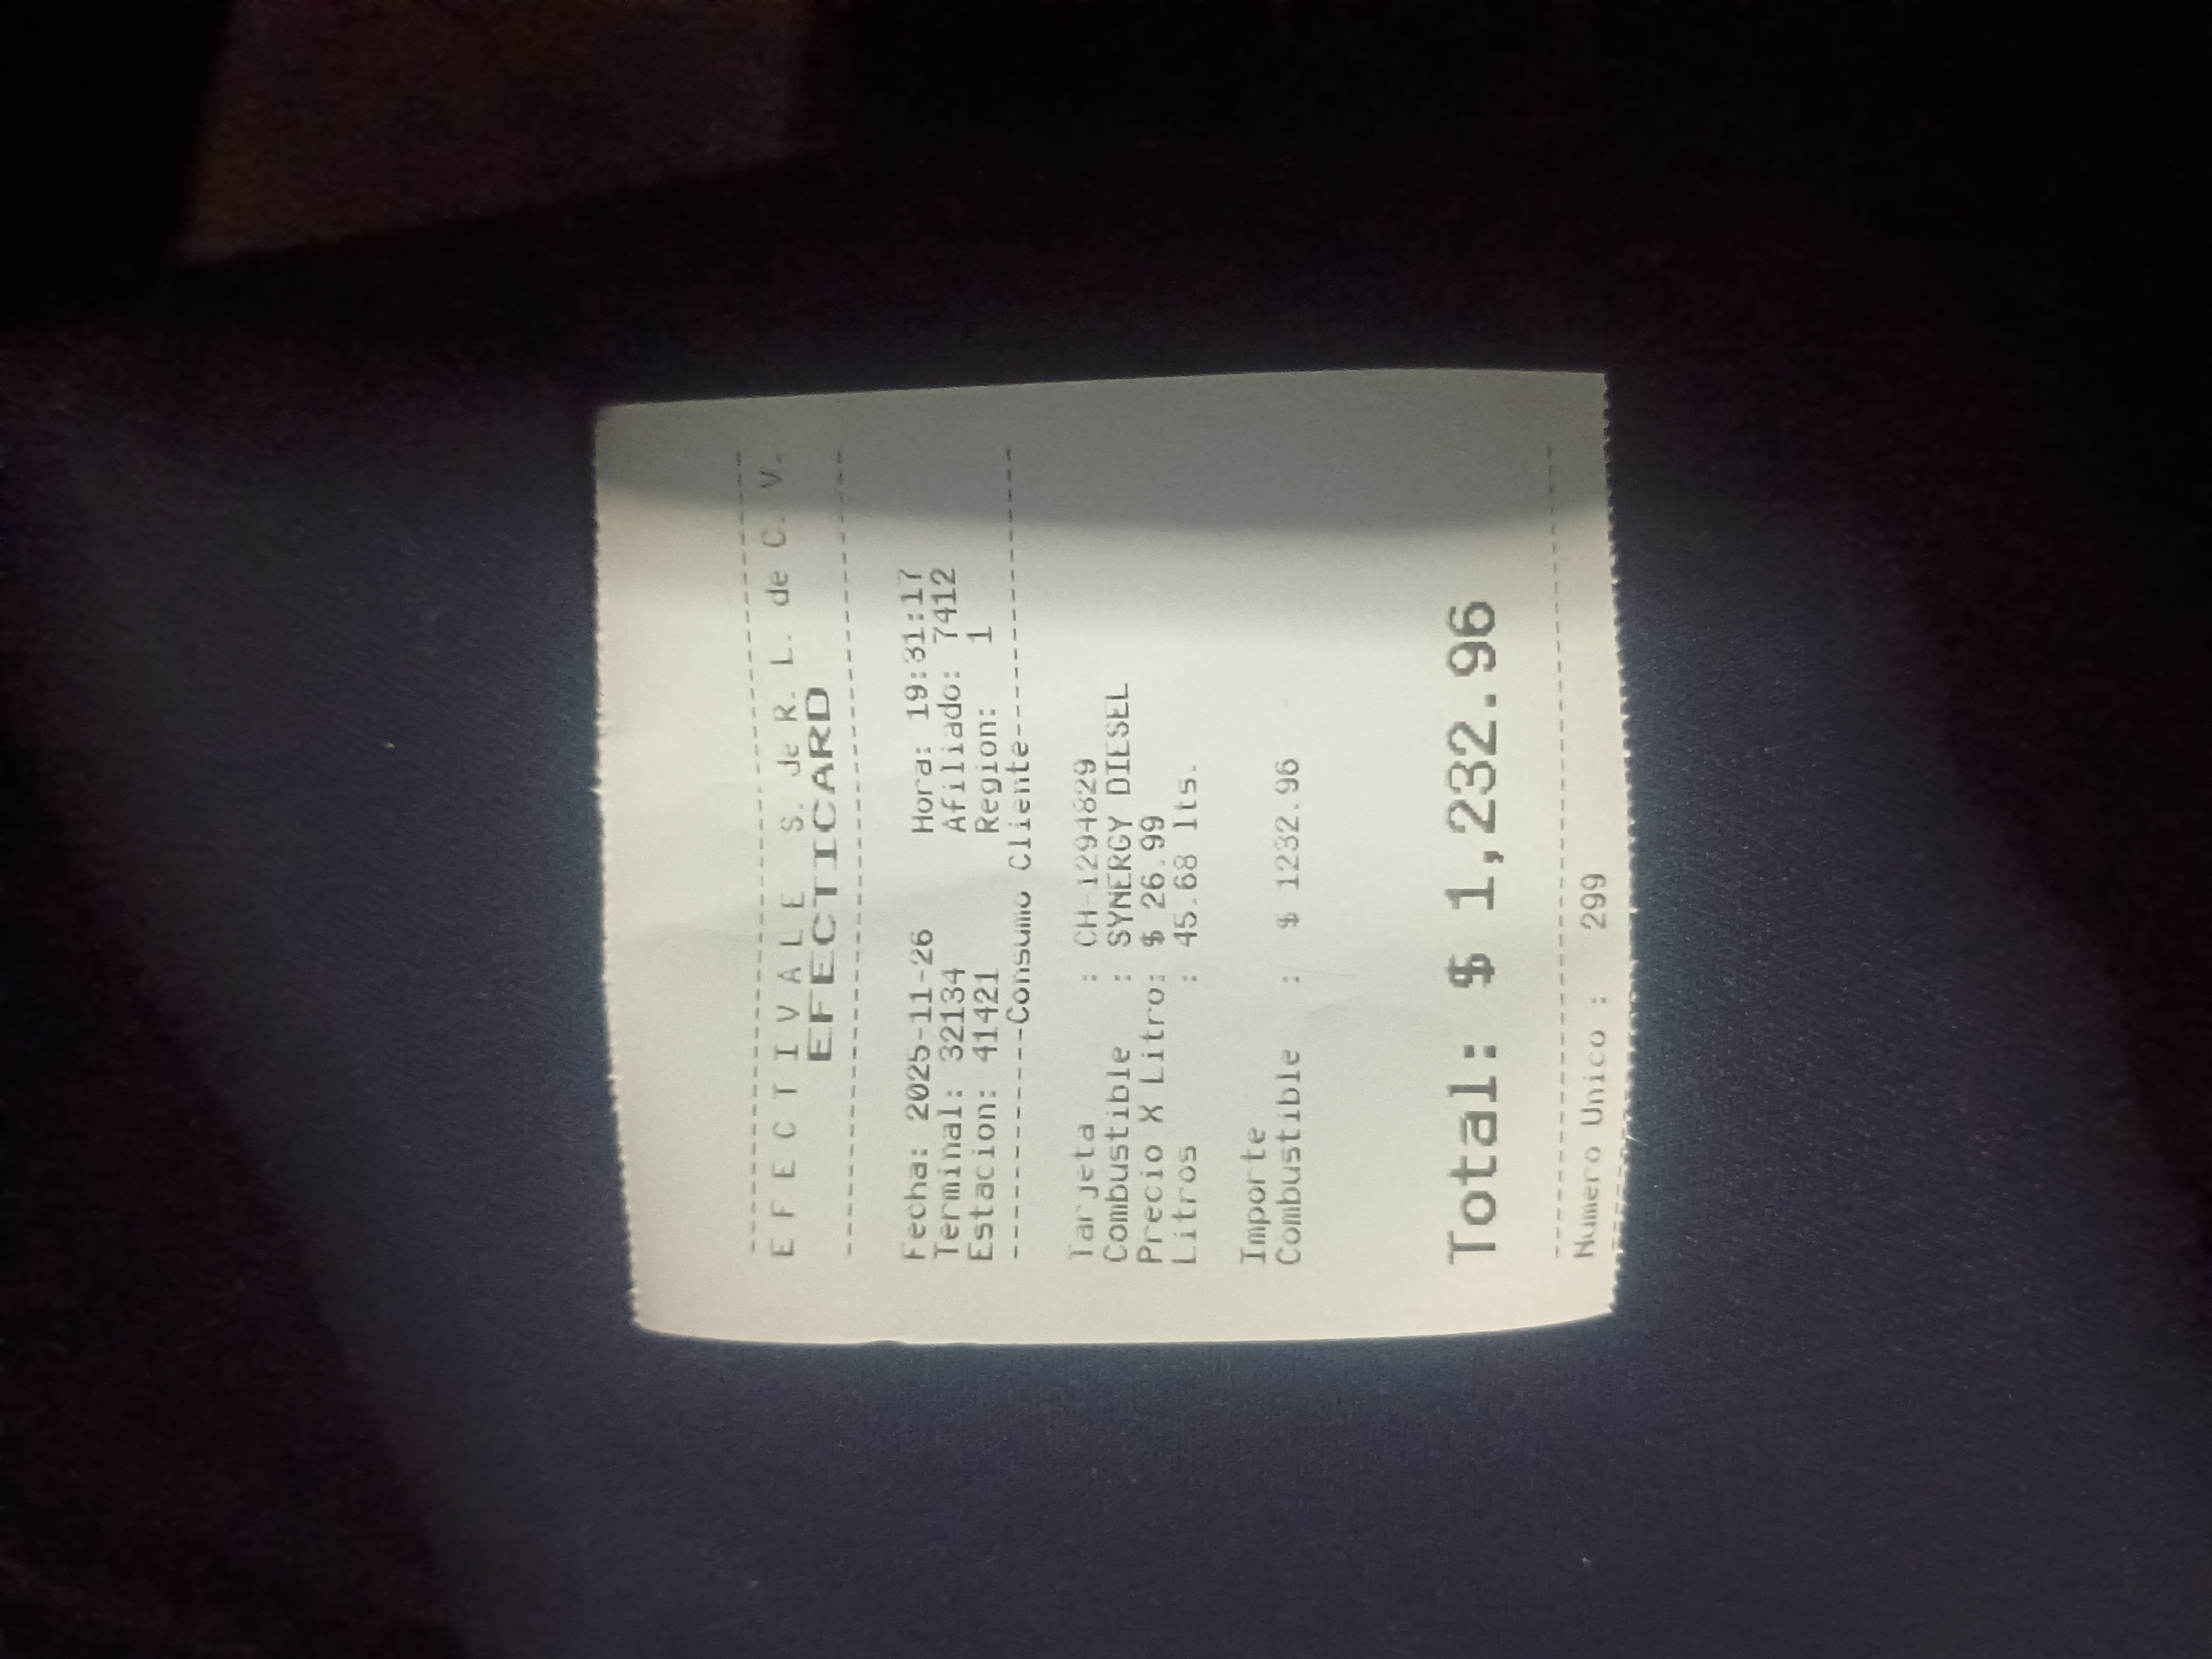 --------------------------------
E F E C T I V A L E  S. de R. L. de C. V.
EFECTICARD
--------------------------------
Fecha: 2025-11-26 Hora: 19:31:17
Terminal: 32134 Afiliado: 7412
Estacion: 41421 Region: 1
----------Consumo Cliente----------
Tarjeta : CH-12948829
Combustible : SYNERGY DIESEL
Precio X Litro: $ 26.99
Litros : 45.68 lts.
Importe
Combustible : $ 1232.96
Total: $ 1,232.96
--------------------------------
Numero Unico : 299